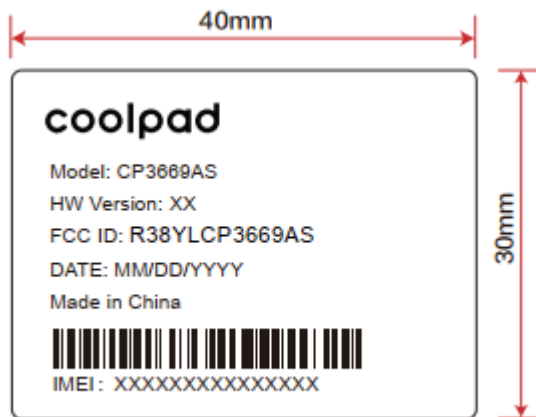 40mm
coolpad
Model: CP3669AS
HW Version: XX
FCC ID: R38YLCP3669AS
DATE: MM/DD/YYYY
Made in China
IMEI: XXXXXXXXXXXXXXX
30mm